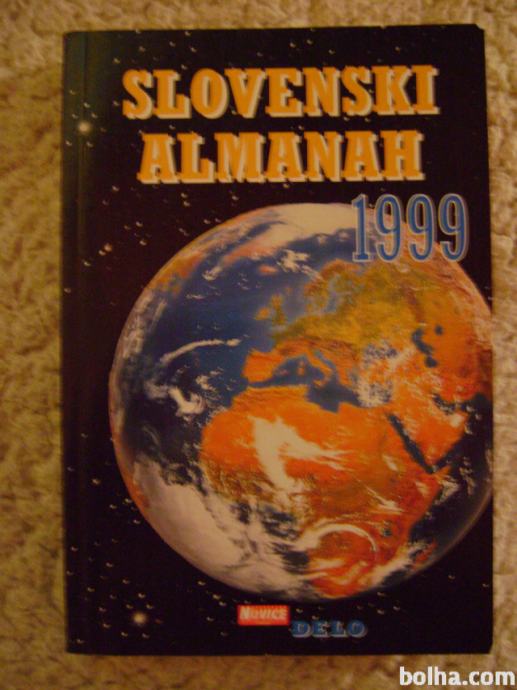 SLOVENSKI
ALMANAH
1999
NOVICE
DELO
bolha.com